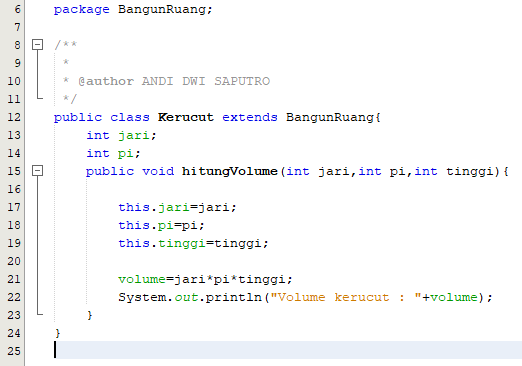 6 package BangunRuang;
7
8 /**
9 *
10 * @author ANDI DWI SAPUTRO
11 */
12 public class Kerucut extends BangunRuang{
13 int jari;
14 int pi;
15 public void hitungVolume(int jari,int pi,int tinggi){
16
17 this.jari=jari;
18 this.pi=pi;
19 this.tinggi=tinggi;
20
21 volume=jari*pi*tinggi;
22 System.out.println("Volume kerucut : "+volume);
23 }
24 }
25